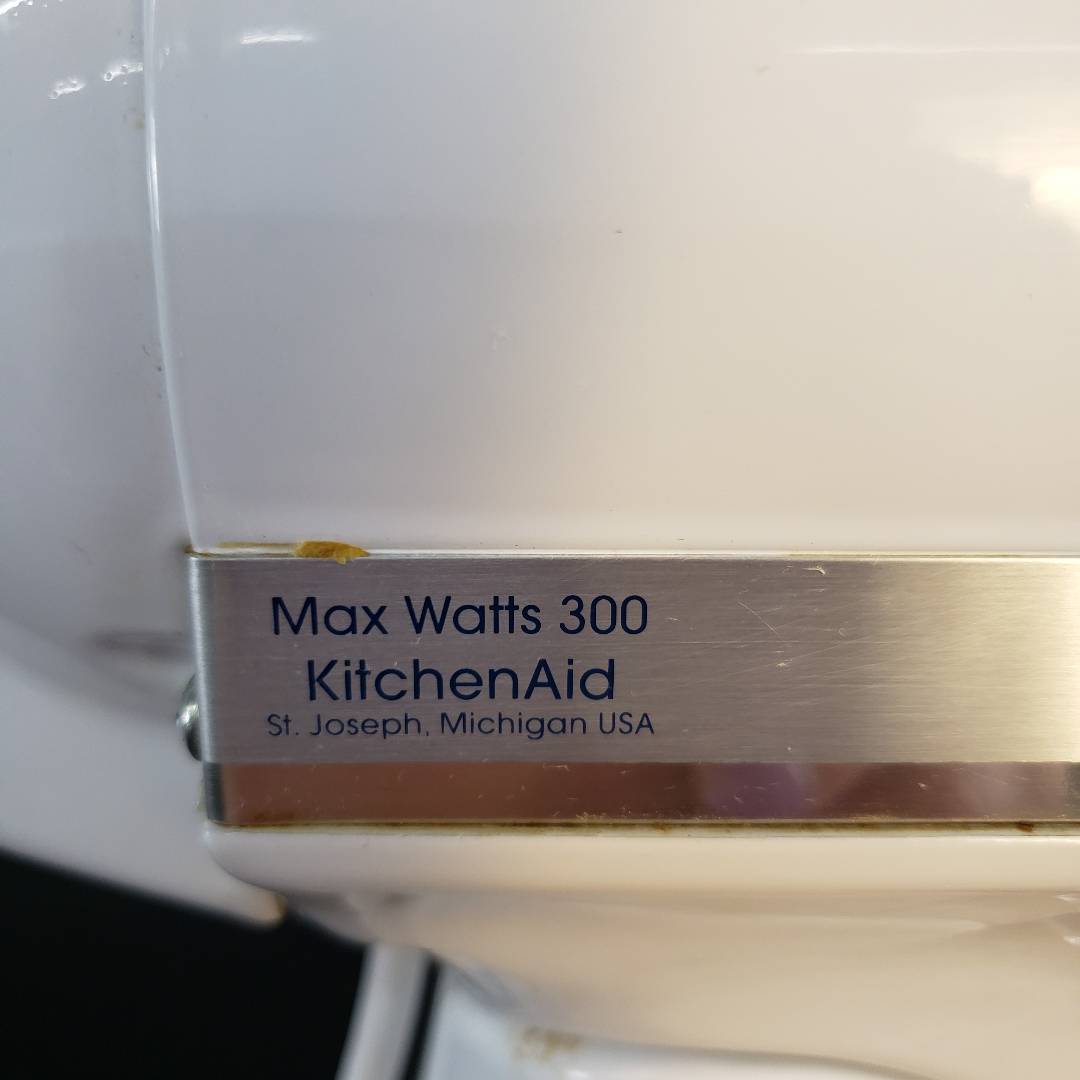 Max Watts 300
KitchenAid
St. Joseph, Michigan USA